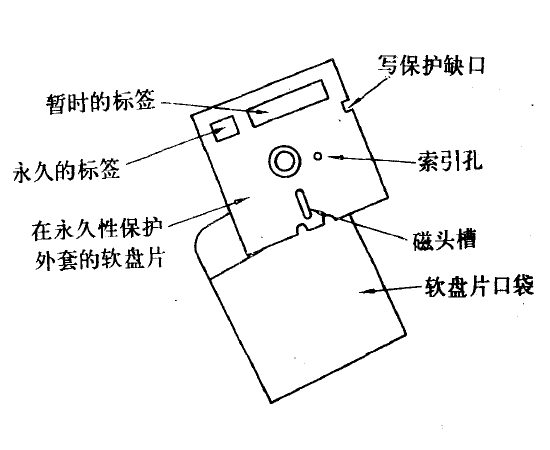 写保护缺口
暂时的标签
永久的标签
索引孔
在永久性保护
外套的软盘片
磁头槽
软盘片口袋